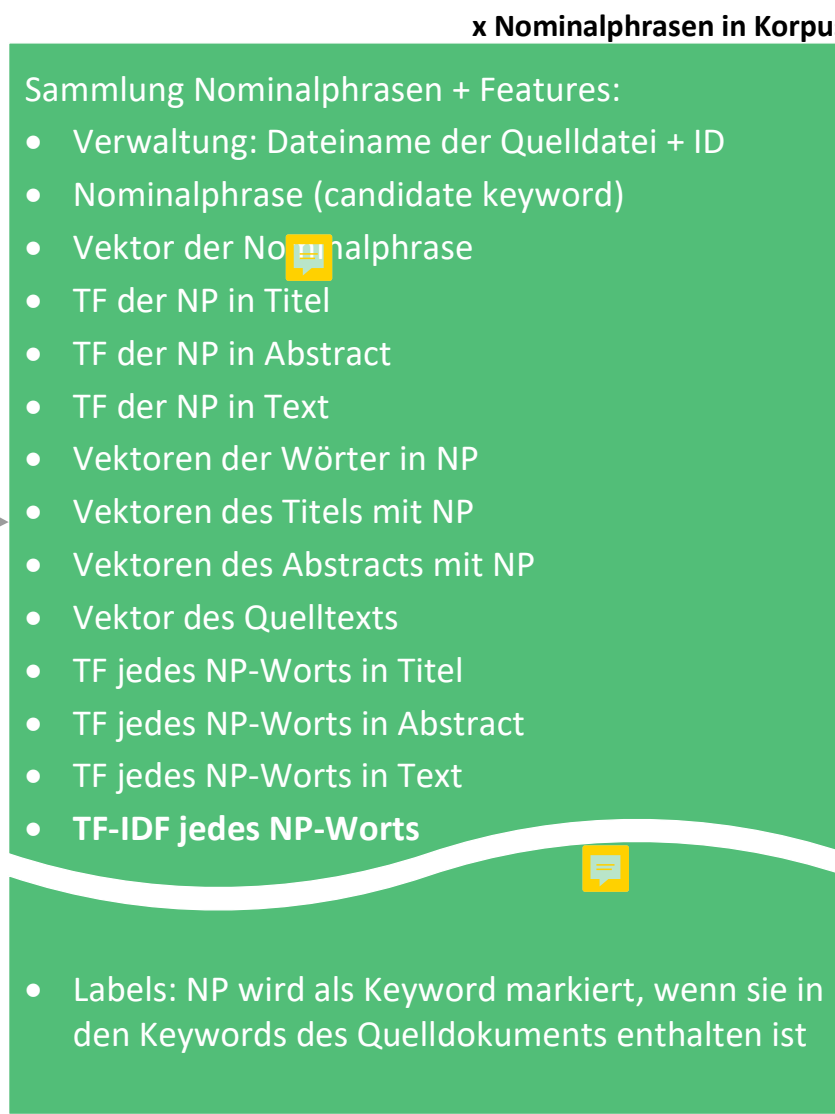 x Nominalphrasen in Korpu
Sammlung Nominalphrasen + Features:
• Verwaltung: Dateiname der Quelldatei + ID
• Nominalphrase (candidate keyword)
• Vektor der Nominalphrase
• TF der NP in Titel
• TF der NP in Abstract
• TF der NP in Text
• Vektoren der Wörter in NP
• Vektoren des Titels mit NP
• Vektoren des Abstracts mit NP
• Vektor des Quelltexts
• TF jedes NP-Worts in Titel
• TF jedes NP-Worts in Abstract
• TF jedes NP-Worts in Text
• TF-IDF jedes NP-Worts
• Labels: NP wird als Keyword markiert, wenn sie in
den Keywords des Quelldokuments enthalten ist